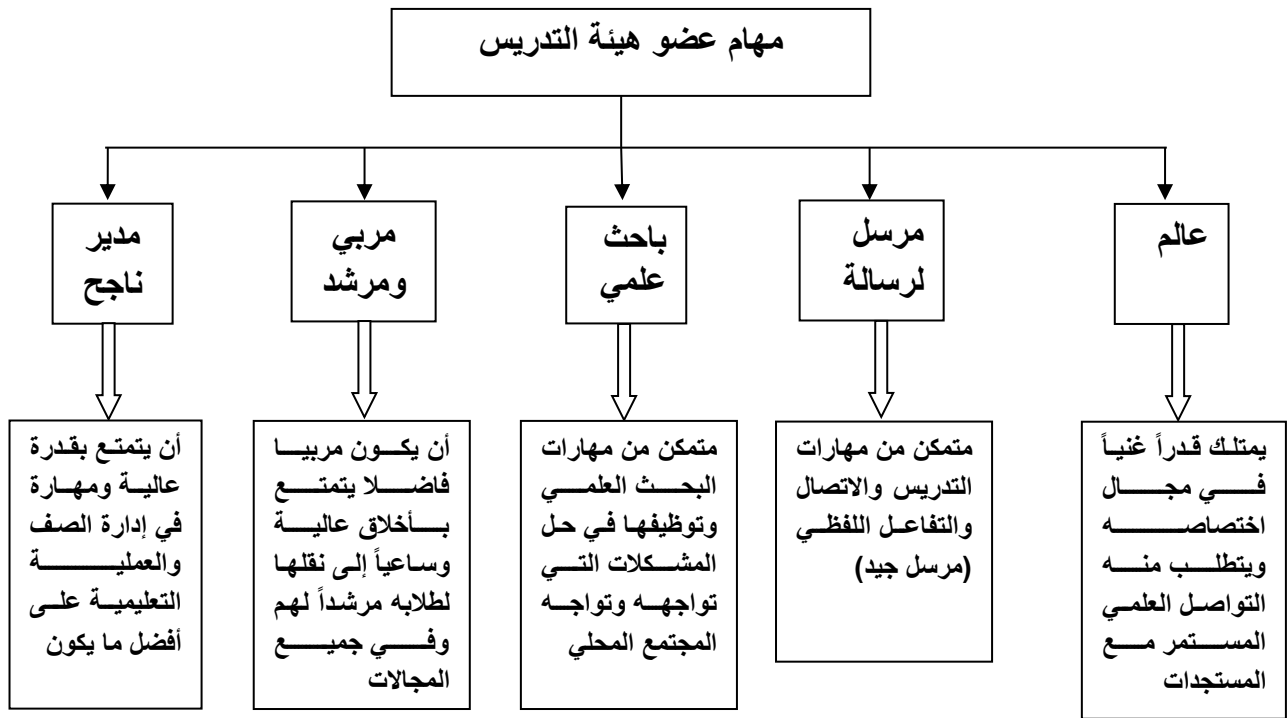 مهام عضو هيئة التدريس
عالم
مرسل
لرسالة
باحث
علمي
مربي
ومرشد
مدير
ناجح
يمتلك قدراً غنياً
في مجال
اختصاصه
ويتطلب منه
التواصل العلمي
المستمر مع
المستجدات
متمكن من مهارات
التدريس والاتصال
والتفاعل اللفظي
(مرسل جيد)
متمكن من مهارات
البحث العلمي
وتوظيفها في حل
المشكلات التي
تواجهه وتواجه
المجتمع المحلي
أن يكون مربيا
فاضلا يتمتع
بأخلاق عالية
وساعياً إلى نقلها
لطلابه مرشداً لهم
وفي جميع
المجالات
أن يتمتع بقدرة
عالية ومهارة
في إدارة الصف
والعملية
التعليمية على
أفضل ما يكون